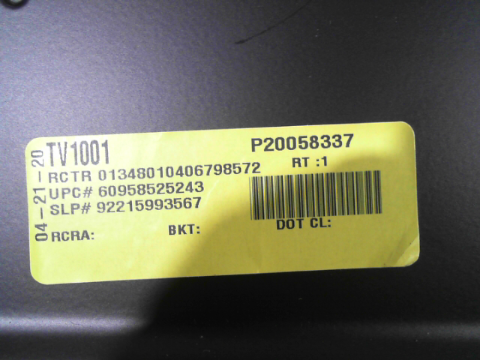 04-21-20
TV1001 P20058337
RCTR 01348010406798572 RT:1
UPC# 60958525243
SLP# 92215993567
RCRA: BKT: DOT CL: